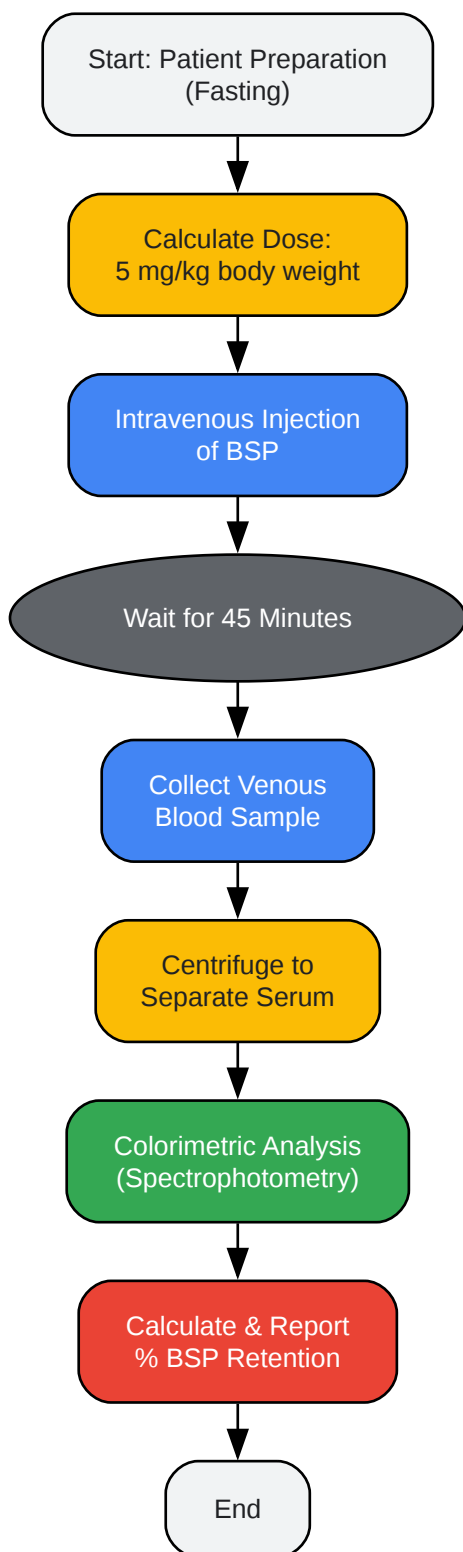 Start: Patient Preparation
(Fasting)
Calculate Dose:
5 mg/kg body weight
Intravenous Injection
of BSP
Wait for 45 Minutes
Collect Venous
Blood Sample
Centrifuge to
Separate Serum
Colorimetric Analysis
(Spectrophotometry)
Calculate & Report
% BSP Retention
End